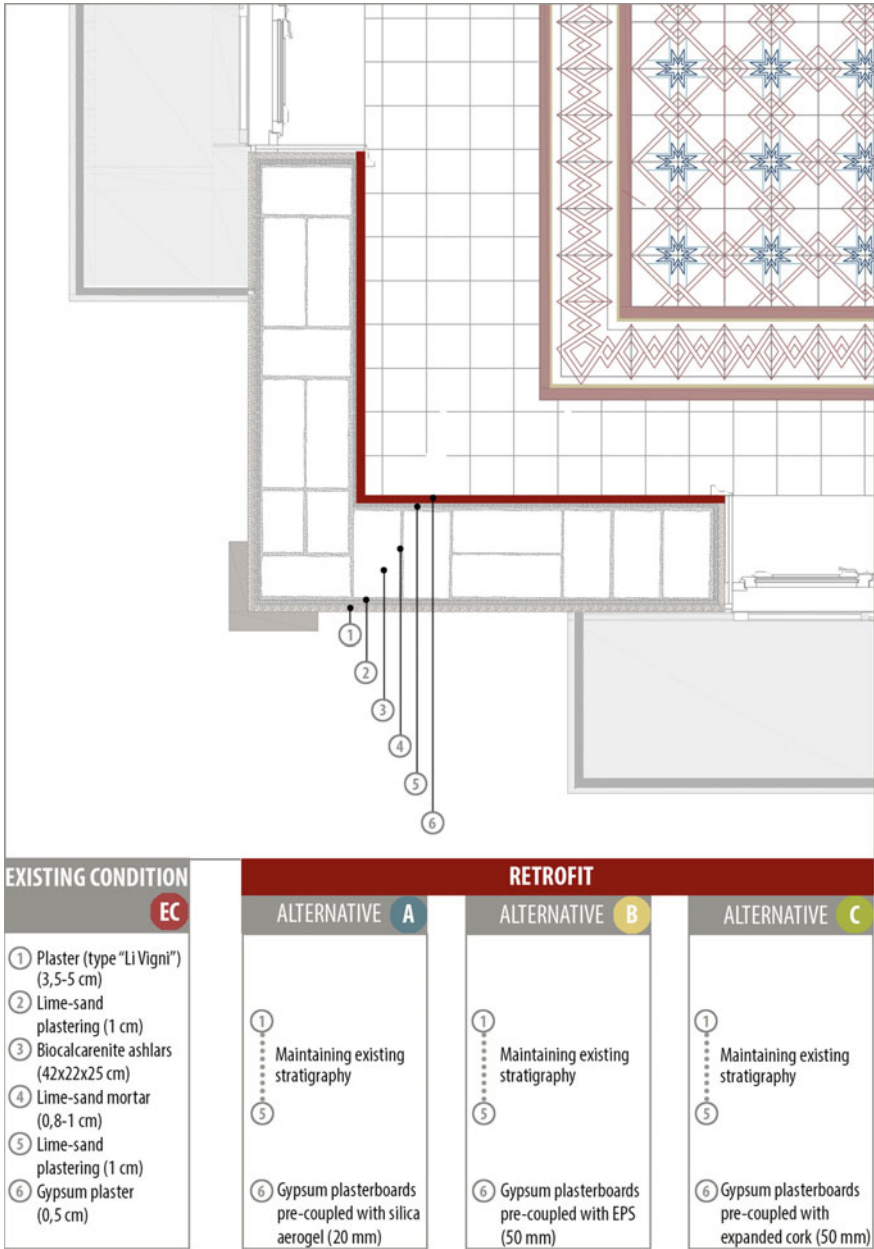 1
2
3
4
5
6
EXISTING CONDITION
EC
1 Plaster (type “Li Vigni”)
(3,5-5 cm)
2 Lime-sand
plastering (1 cm)
3 Biocalcarenite ashlars
(42x22x25 cm)
4 Lime-sand mortar
(0,8-1 cm)
5 Lime-sand
plastering (1 cm)
6 Gypsum plaster
(0,5 cm)
RETROFIT
ALTERNATIVE A
1
Maintaining existing
stratigraphy
5
6 Gypsum plasterboards
pre-coupled with silica
aerogel (20 mm)
ALTERNATIVE B
1
Maintaining existing
stratigraphy
5
6 Gypsum plasterboards
pre-coupled with EPS
(50 mm)
ALTERNATIVE C
1
Maintaining existing
stratigraphy
5
6 Gypsum plasterboards
pre-coupled with
expanded cork (50 mm)